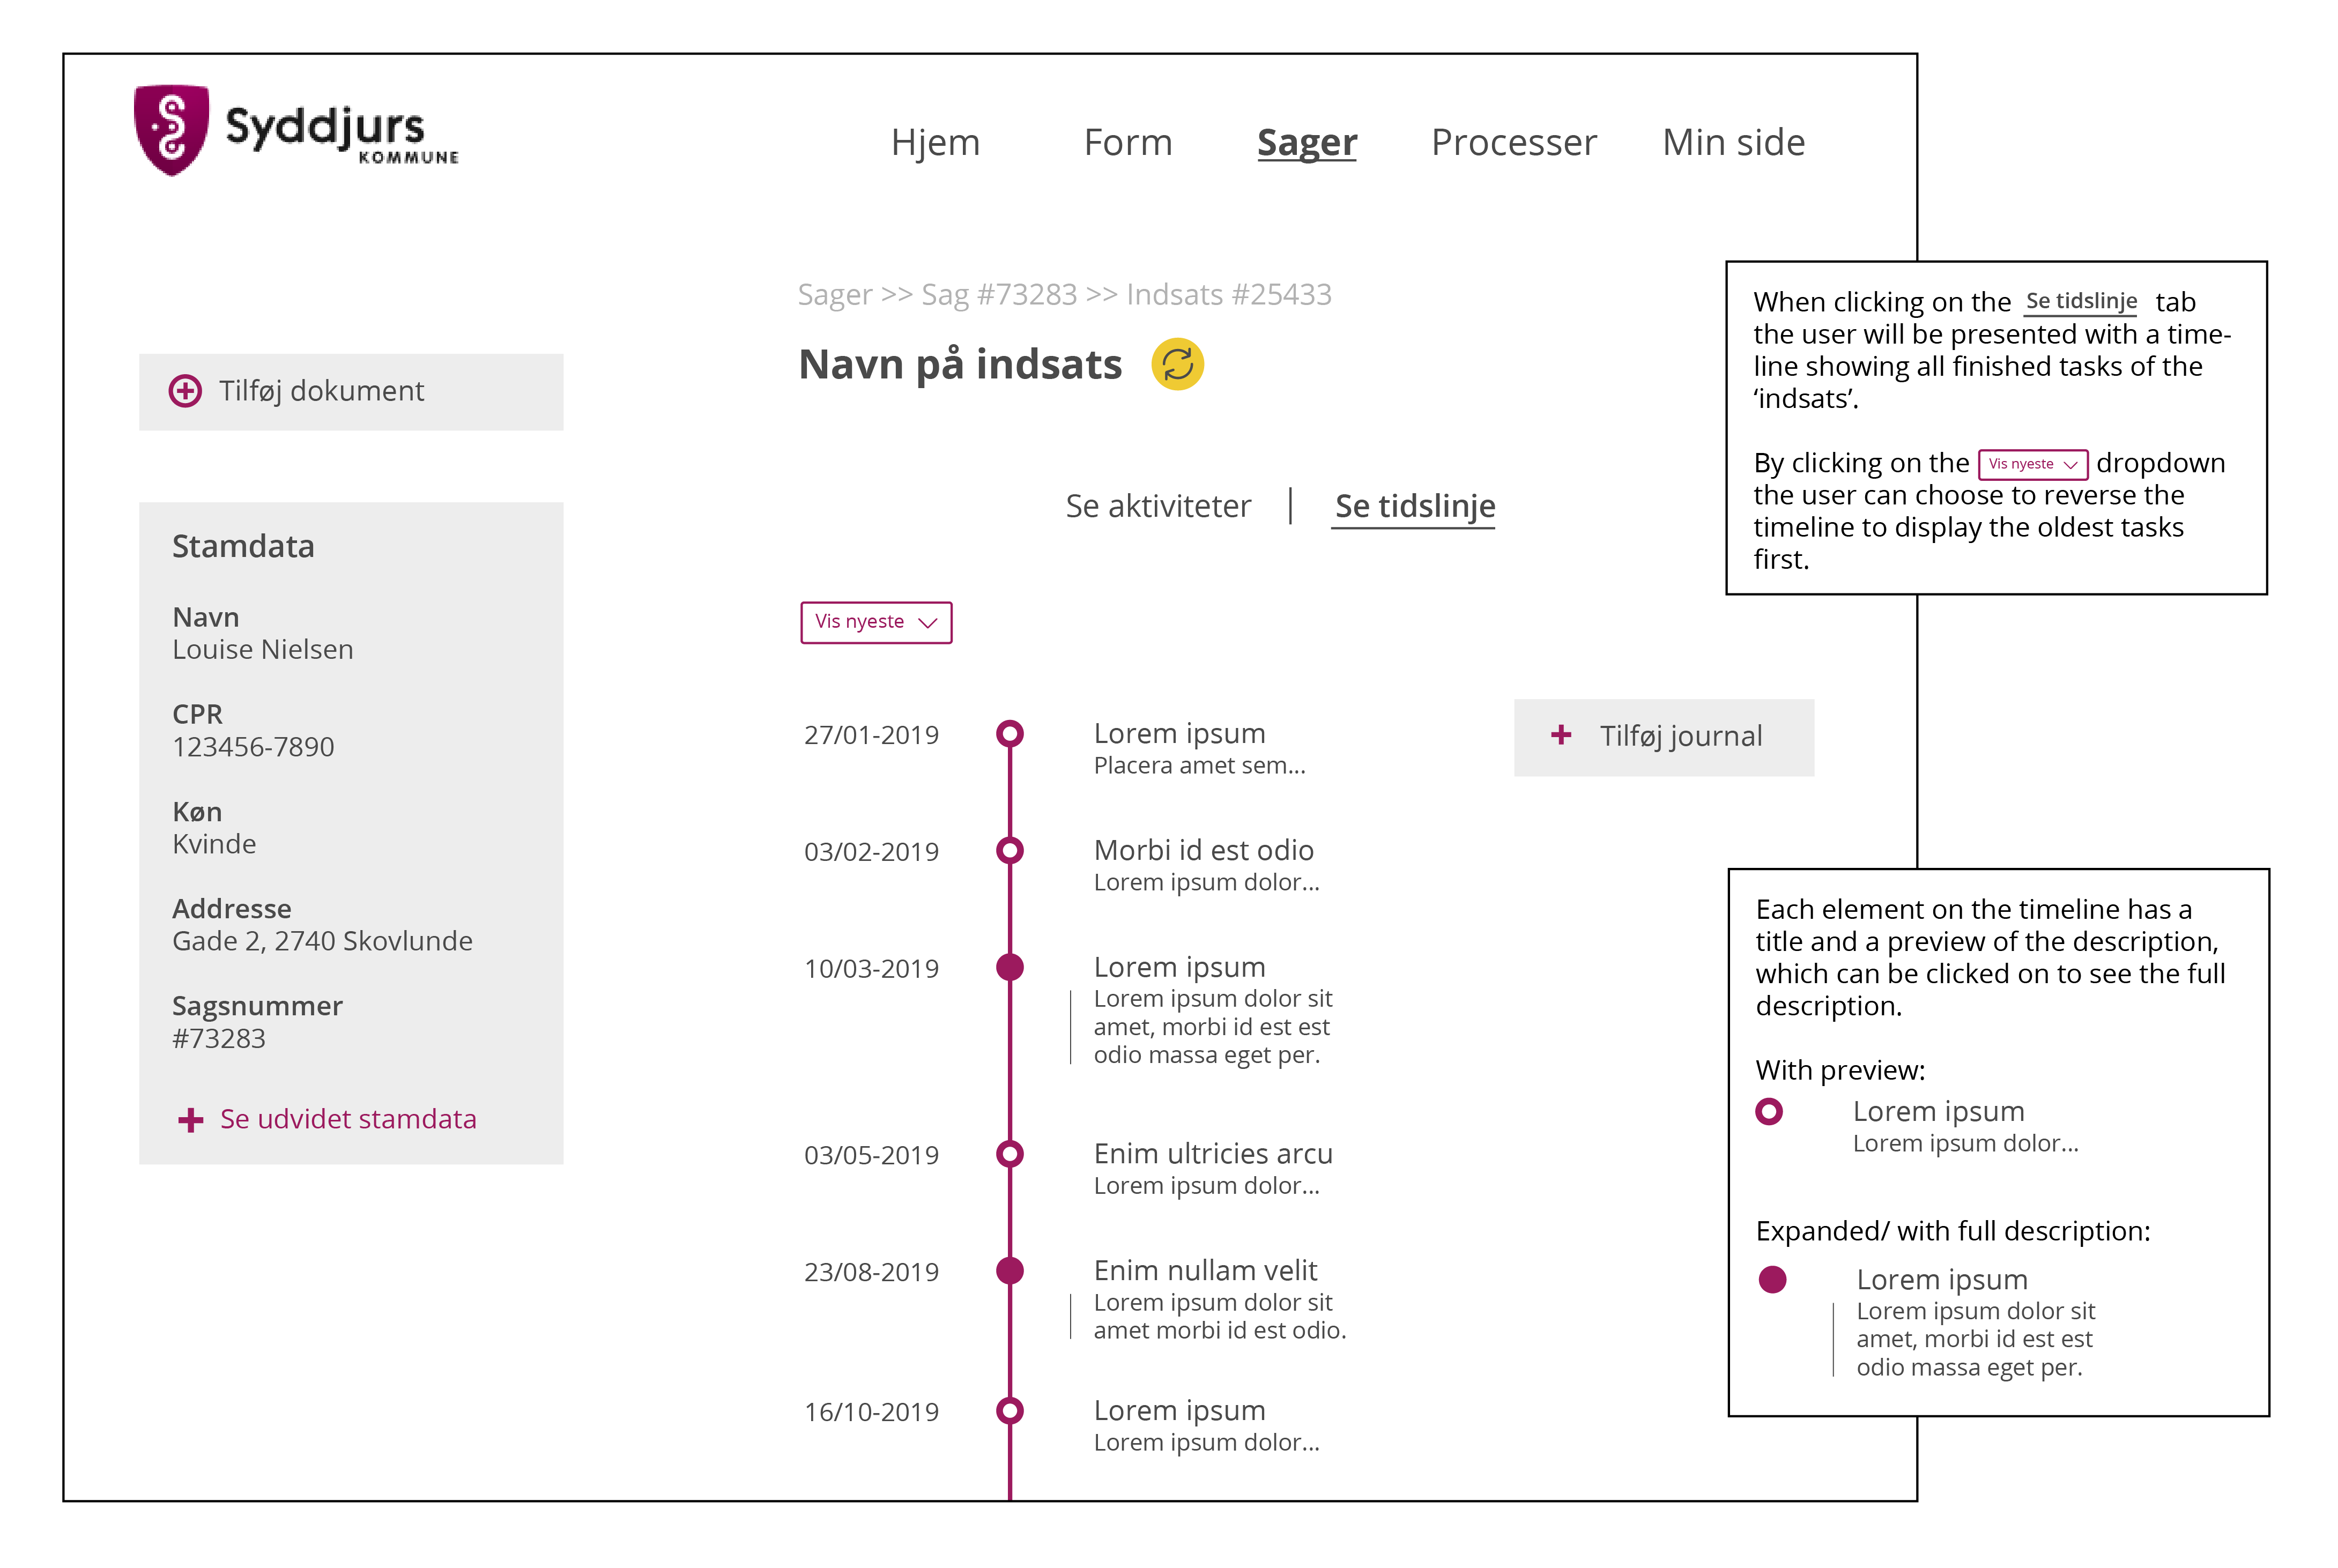 Syddjurs
KOMMUNE
Hjem
Form
Sager
Processer
Min side
Sager >> Sag #73283 >> Indsats #25433
Navn på indsats
Tilføj dokument
Stamdata
Navn
Louise Nielsen
CPR
123456-7890
Køn
Kvinde
Addresse
Gade 2, 2740 Skovlunde
Sagsnummer
#73283
Se udvidet stamdata
Se aktiviteter | Se tidslinje
Vis nyeste
27/01-2019
Lorem ipsum
Placera amet sem...
Tilføj journal
03/02-2019
Morbi id est odio
Lorem ipsum dolor...
10/03-2019
Lorem ipsum
Lorem ipsum dolor sit
amet, morbi id est est
odio massa eget per.
03/05-2019
Enim ultricies arcu
Lorem ipsum dolor...
23/08-2019
Enim nullam velit
Lorem ipsum dolor sit
amet morbi id est odio.
16/10-2019
Lorem ipsum
Lorem ipsum dolor...
When clicking on the Se tidslinje tab
the user will be presented with a time-
line showing all finished tasks of the
‘indsats’.
By clicking on the Vis nyeste dropdown
the user can choose to reverse the
timeline to display the oldest tasks
first.
Each element on the timeline has a
title and a preview of the description,
which can be clicked on to see the full
description.
With preview:
Lorem ipsum
Lorem ipsum dolor...
Expanded/ with full description:
Lorem ipsum
Lorem ipsum dolor sit
amet, morbi id est est
odio massa eget per.